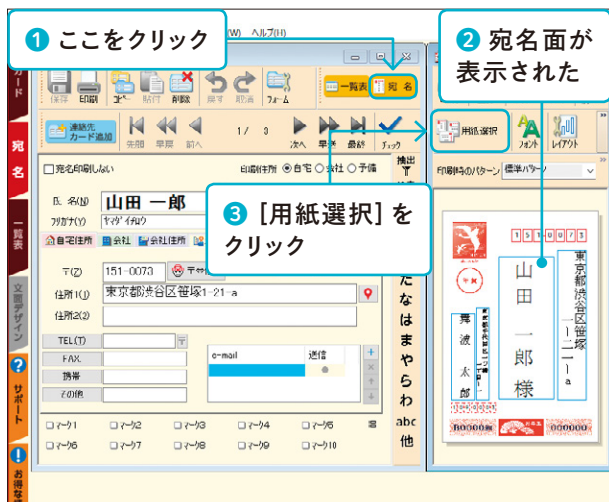 (W) ヘルプ(H)
❶ ここをクリック
❷ 宛名面が
表示された
保存 印刷 コピー 貼付 削除 戻す 取消 フォーム
一覧表 宛名
連絡先
カード追加
先頭 早戻 前へ 1 / 3 次へ 早送 最終 チェック
用紙選択 フォント レイアウト
□宛名印刷しない 印刷住所 ◉自宅 ○会社 ○予備
抽出
印刷時のパターン 標準パターン
❸ [用紙選択] を
クリック
氏 名(N) 山田 一郎
フリガナ(Y) ヤマダ イチロウ
自宅住所 会社 会社住所
〒(Z) 151-0073
住所1(J) 東京都渋谷区笹塚1-21-a
住所2(2)
TEL(T) 〒
FAX
携帯
その他
e-mail 送信
□マーク1 □マーク2 □マーク3 □マーク4 □マーク5
□マーク6 □マーク7 □マーク8 □マーク9 □マーク10
た
な
は
ま
や
ら
わ
abc
他
カード
宛名
一覧表
文面デザイン
サポート
お得な
1510073
東京都渋谷区笹塚
一ー二一ーa
山田 一郎 様
舞波 太郎
年賀
B0000組 000000